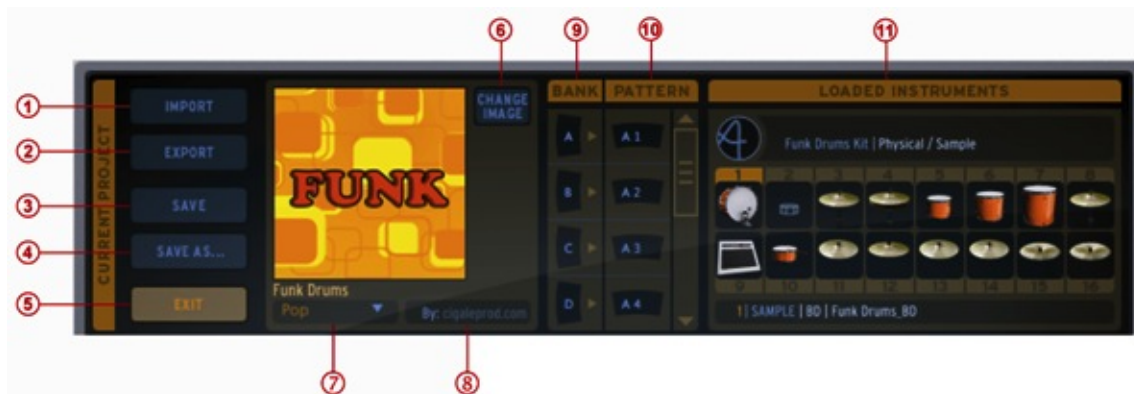 6
9
10
11
1
2
3
4
5
7
8
CURRENT PROJECT
IMPORT
EXPORT
SAVE
SAVE AS...
EXIT
FUNK
CHANGE
IMAGE
Funk Drums
Pop
By: cigaleprod.com
BANK
PATTERN
A
A 1
B
A 2
C
A 3
D
A 4
LOADED INSTRUMENTS
Funk Drums Kit | Physical / Sample
1 2 3 4 5 6 7 8
9 10 11 12 13 14 15 16
1 | SAMPLE | BD | Funk Drums_BD